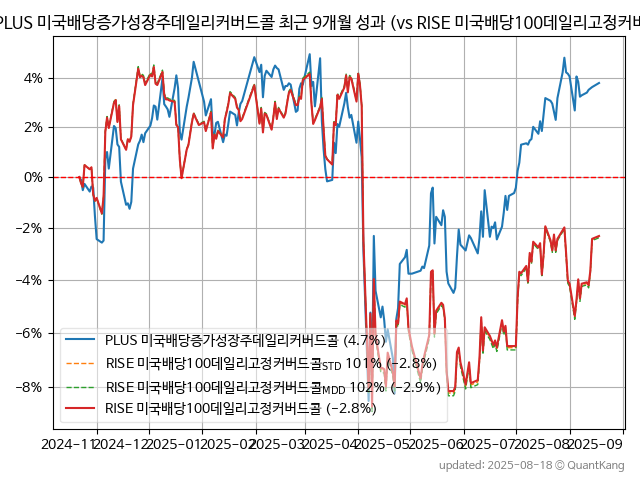 PLUS 미국배당증가성장주데일리커버드콜 최근 9개월 성과 (vs RISE 미국배당100데일리고정커버
4%
2%
0%
−2%
−4%
−6%
−8%
PLUS 미국배당증가성장주데일리커버드콜 (4.7%)
RISE 미국배당100데일리고정커버드콜STD 101% (−2.8%)
RISE 미국배당100데일리고정커버드콜MDD 102% (−2.9%)
RISE 미국배당100데일리고정커버드콜 (−2.8%)
2024-11 2024-12 2025-01 2025-02 2025-03 2025-04 2025-05 2025-06 2025-07 2025-08 2025-09
updated: 2025-08-18 © QuantKang